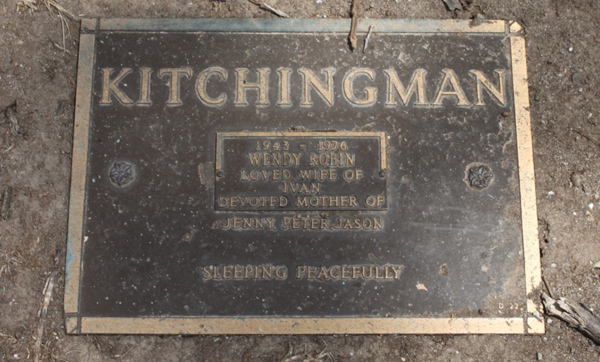 KITCHINGMAN
1943 - 1976
WENDY ROBIN
LOVED WIFE OF
IVAN
DEVOTED MOTHER OF
JENNY PETER JASON
SLEEPING PEACEFULLY